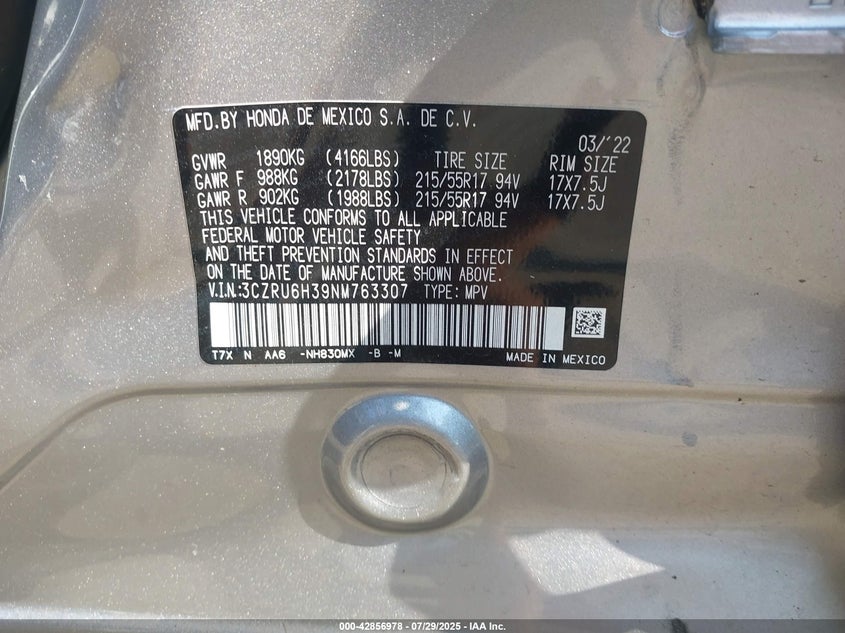 MFD.BY HONDA DE MEXICO S.A. DE C.V.
03/'22
GVWR 1890KG (4166LBS) TIRE SIZE RIM SIZE
GAWR F 988KG (2178LBS) 215/55R17 94V 17X7.5J
GAWR R 902KG (1988LBS) 215/55R17 94V 17X7.5J
THIS VEHICLE CONFORMS TO ALL APPLICABLE
FEDERAL MOTOR VEHICLE SAFETY
AND THEFT PREVENTION STANDARDS IN EFFECT
ON THE DATE OF MANUFACTURE SHOWN ABOVE.
V.I.N.:3CZRU6H39NM763307 TYPE: MPV
T7X N AA6 -NH830MX -B -M MADE IN MEXICO
000-42856978 - 07/29/2025 - IAA Inc.